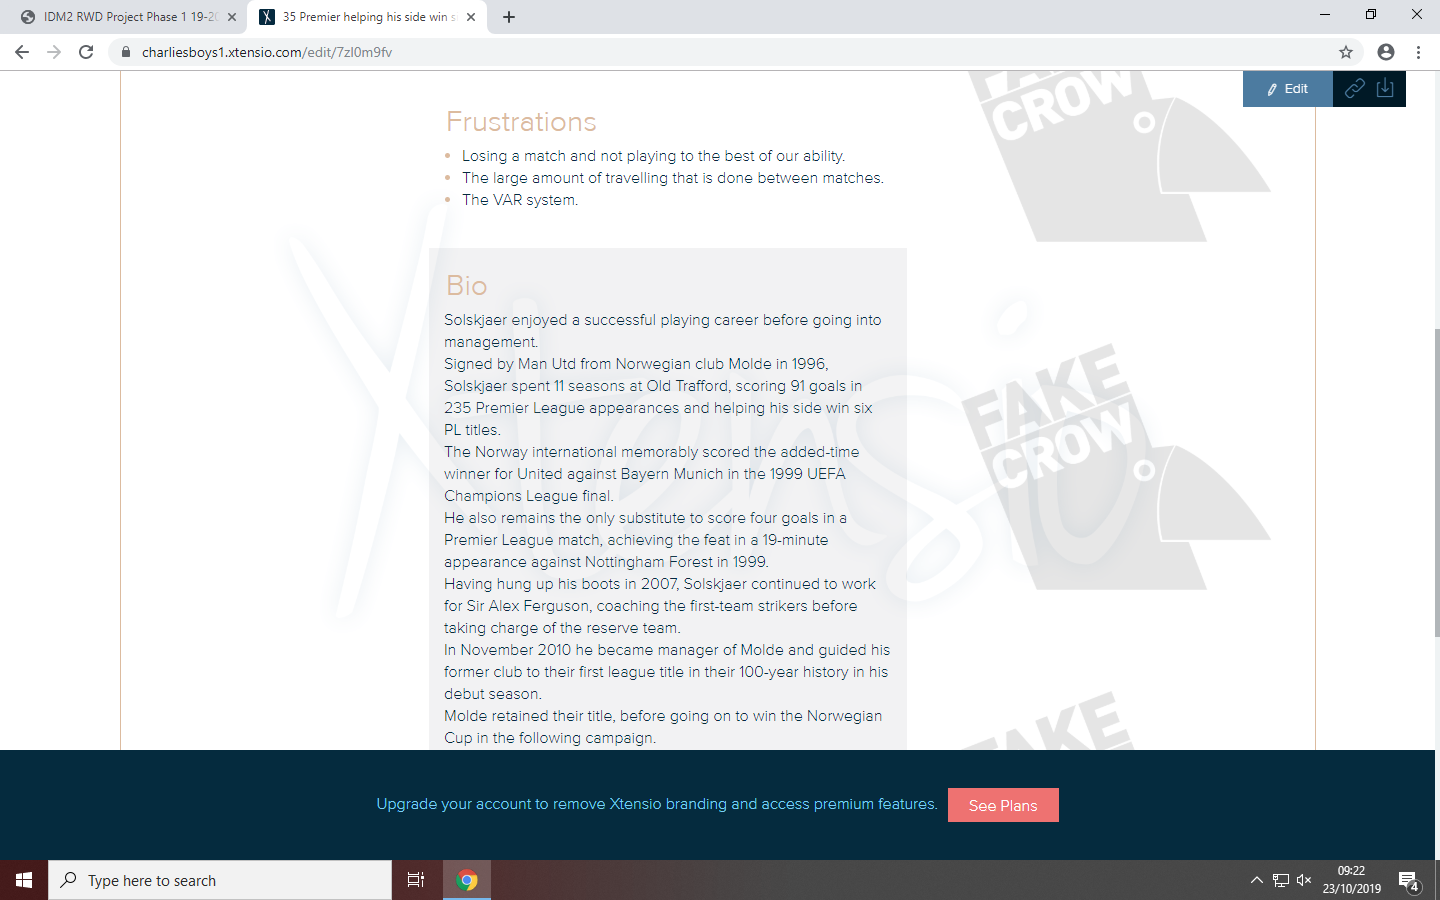 IDM2 RWD Project Phase 1 19-20
35 Premier helping his side win s
charliesboys1.xtensio.com/edit/7zl0m9fv
Edit
Frustrations
Losing a match and not playing to the best of our ability.
The large amount of travelling that is done between matches.
The VAR system.
FAKE CROW
Bio
Solskjaer enjoyed a successful playing career before going into
management.
Signed by Man Utd from Norwegian club Molde in 1996,
Solskjaer spent 11 seasons at Old Trafford, scoring 91 goals in
235 Premier League appearances and helping his side win six
PL titles.
The Norway international memorably scored the added-time
winner for United against Bayern Munich in the 1999 UEFA
Champions League final.
He also remains the only substitute to score four goals in a
Premier League match, achieving the feat in a 19-minute
appearance against Nottingham Forest in 1999.
Having hung up his boots in 2007, Solskjaer continued to work
for Sir Alex Ferguson, coaching the first-team strikers before
taking charge of the reserve team.
In November 2010 he became manager of Molde and guided his
former club to their first league title in their 100-year history in his
debut season.
Molde retained their title, before going on to win the Norwegian
Cup in the following campaign.
Xtensio
FAKE
CROW
FAKE
Upgrade your account to remove Xtensio branding and access premium features.
See Plans
Type here to search
09:22
23/10/2019
4